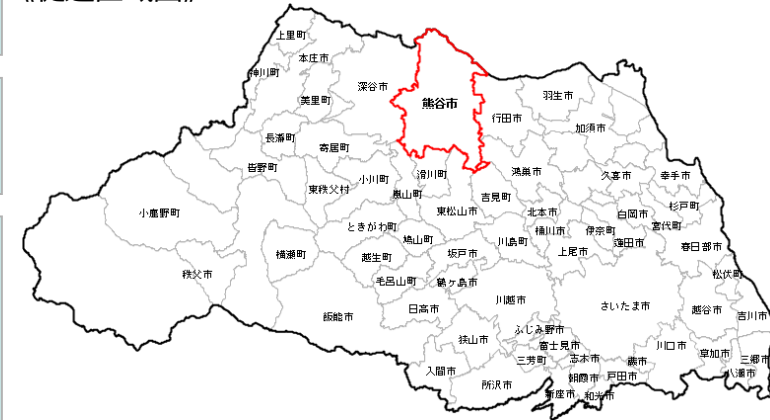 上里町
本庄市
神川町
美里町
深谷市
熊谷市
行田市
羽生市
加須市
長瀞町
寄居町
皆野町
東秩父村
小川町
滑川町
嵐山町
吉見町
鴻巣市
久喜市
幸手市
小鹿野町
ときがわ町
東松山市
北本市
白岡市
杉戸町
宮代町
桶川市
伊奈町
蓮田市
春日部市
横瀬町
越生町
鳩山町
坂戸市
川島町
上尾市
秩父市
毛呂山町
鶴ヶ島市
松伏町
飯能市
日高市
川越市
さいたま市
越谷市
吉川市
ふじみ野市
狭山市
富士見市
三芳町
志木市
蕨市
川口市
草加市
三郷市
入間市
所沢市
朝霞市
戸田市
八潮市
新座市
和光市